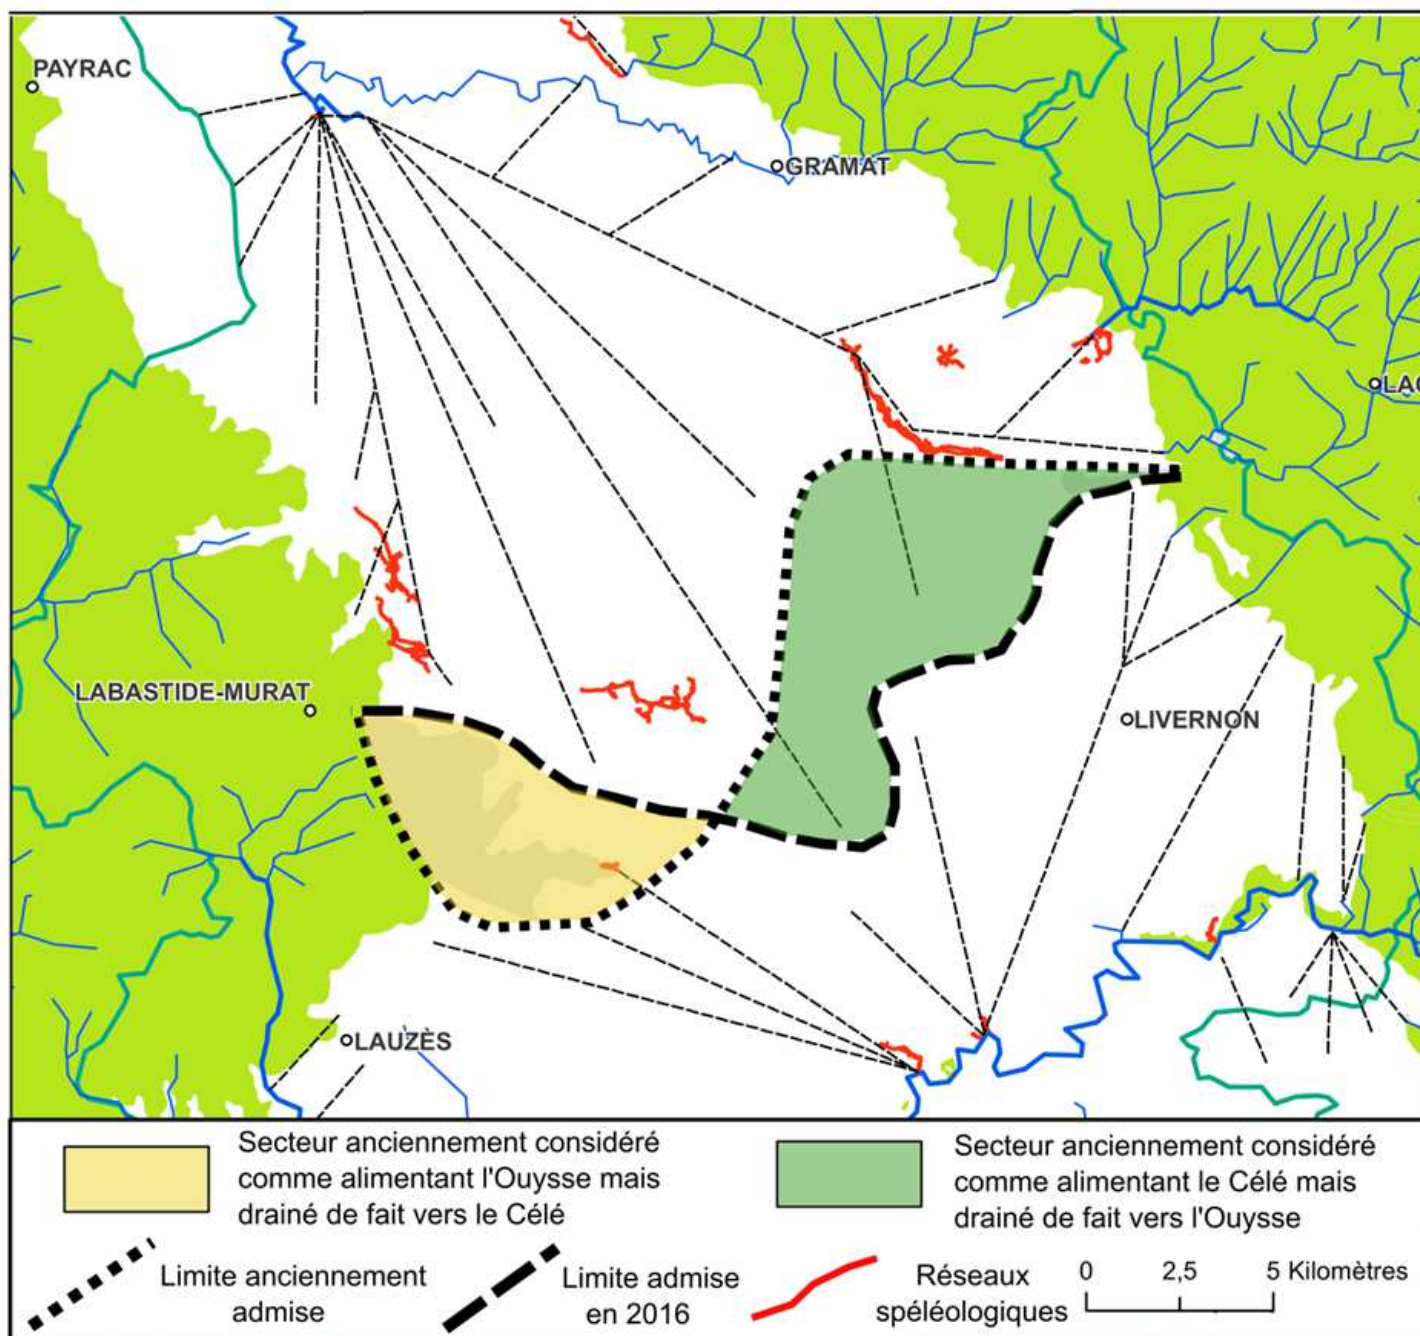 PAYRAC
GRAMAT
LAC
LABASTIDE-MURAT
LIVERNON
LAUZÈS
Secteur anciennement considéré
comme alimentant l'Ouysse mais
drainé de fait vers le Célé
Secteur anciennement considéré
comme alimentant le Célé mais
drainé de fait vers l'Ouysse
Limite anciennement
admise
Limite admise
en 2016
Réseaux
spéléologiques
0 2,5 5 Kilomètres